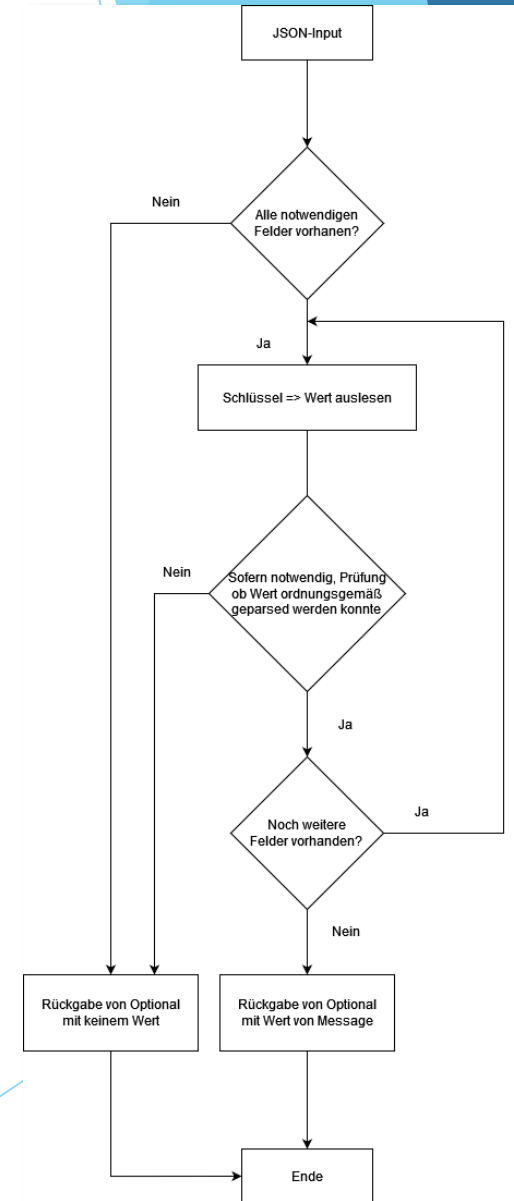 JSON-Input
Nein
Alle notwendigen
Felder vorhanen?
Ja
Schlüssel => Wert auslesen
Nein
Sofern notwendig, Prüfung
ob Wert ordnungsgemäß
geparsed werden konnte
Ja
Noch weitere
Felder vorhanden?
Ja
Nein
Rückgabe von Optional
mit keinem Wert
Rückgabe von Optional
mit Wert von Message
Ende